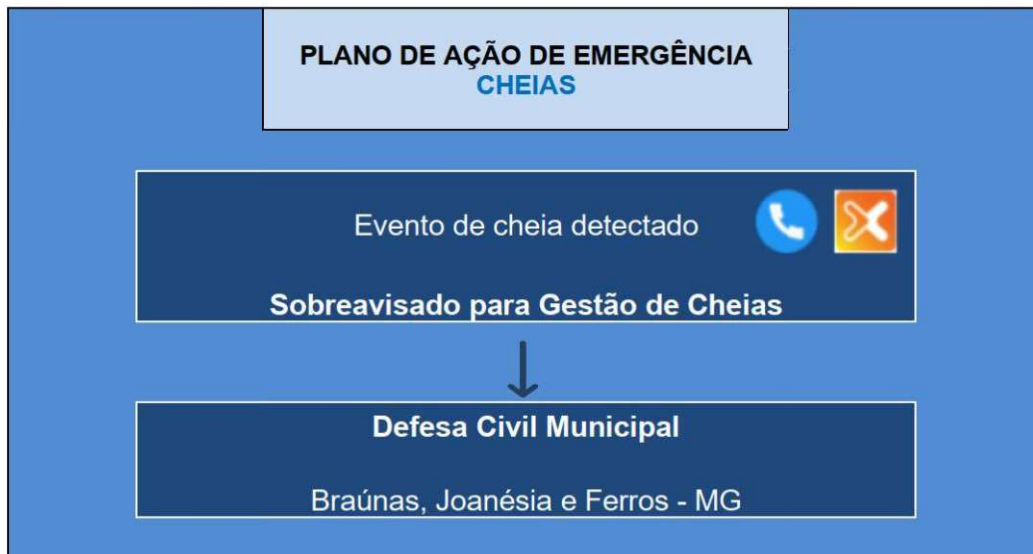 PLANO DE AÇÃO DE EMERGÊNCIA
CHEIAS
Evento de cheia detectado
Sobreavisado para Gestão de Cheias
Defesa Civil Municipal
Braúnas, Joanésia e Ferros - MG